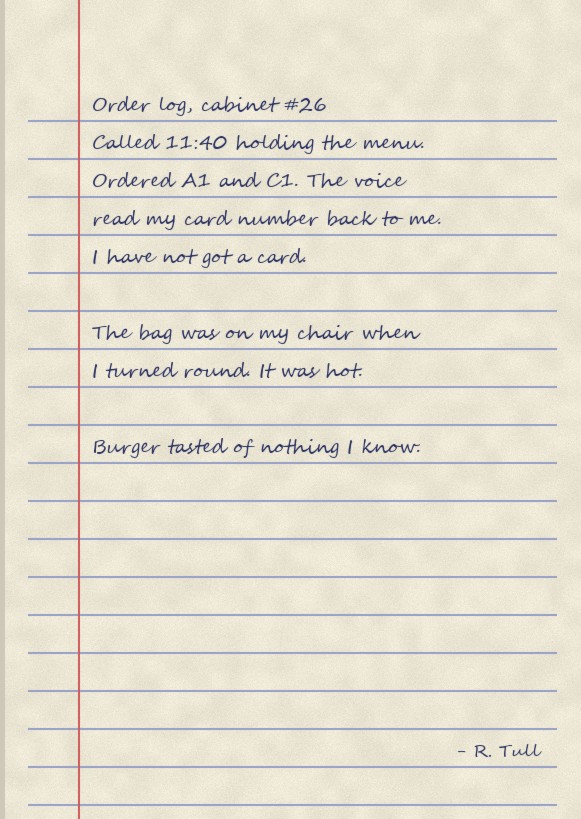 Order log, cabinet #26
Called 11:40 holding the menu.
Ordered A1 and C1. The voice
read my card number back to me.
I have not got a card.
The bag was on my chair when
I turned round. It was hot.
Burger tasted of nothing I know.
- R. Tull